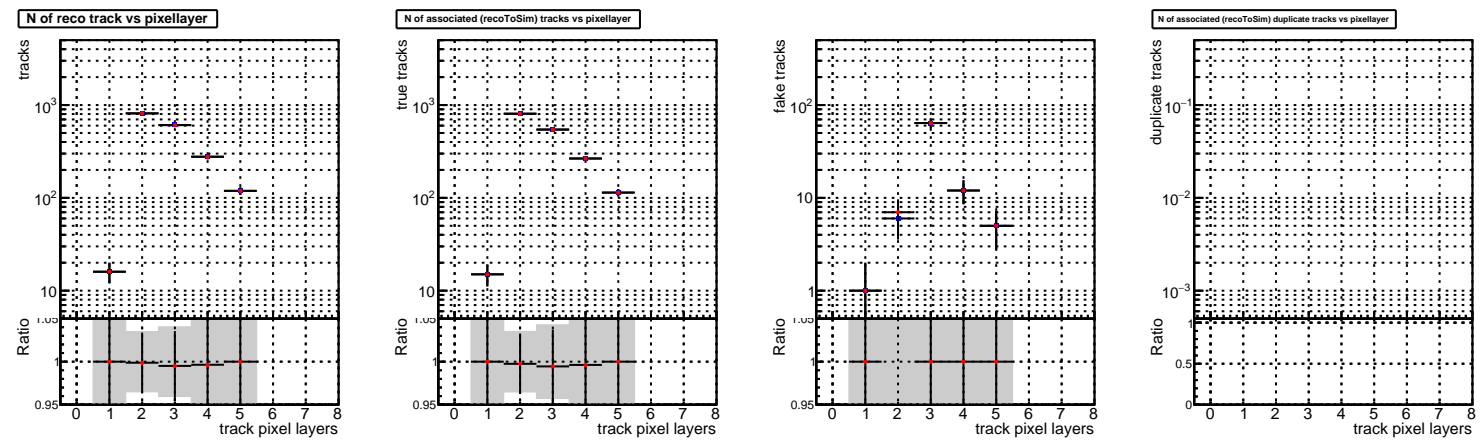 N of reco track vs pixellayer
tracks
10³
10²
10
Ratio
1.05
1
0.95
0 1 2 3 4 5 6 7 8
track pixel layers
N of associated (recoToSim) tracks vs pixellayer
true tracks
10³
10²
10
Ratio
1.05
1
0.95
0 1 2 3 4 5 6 7 8
track pixel layers
fake tracks
10²
10
1
Ratio
1.05
1
0.95
0 1 2 3 4 5 6 7 8
track pixel layers
N of associated (recoToSim) duplicate tracks vs pixellayer
duplicate tracks
10⁻¹
10⁻²
10⁻³
Ratio
1
0.5
0
0 1 2 3 4 5 6 7 8
track pixel layers